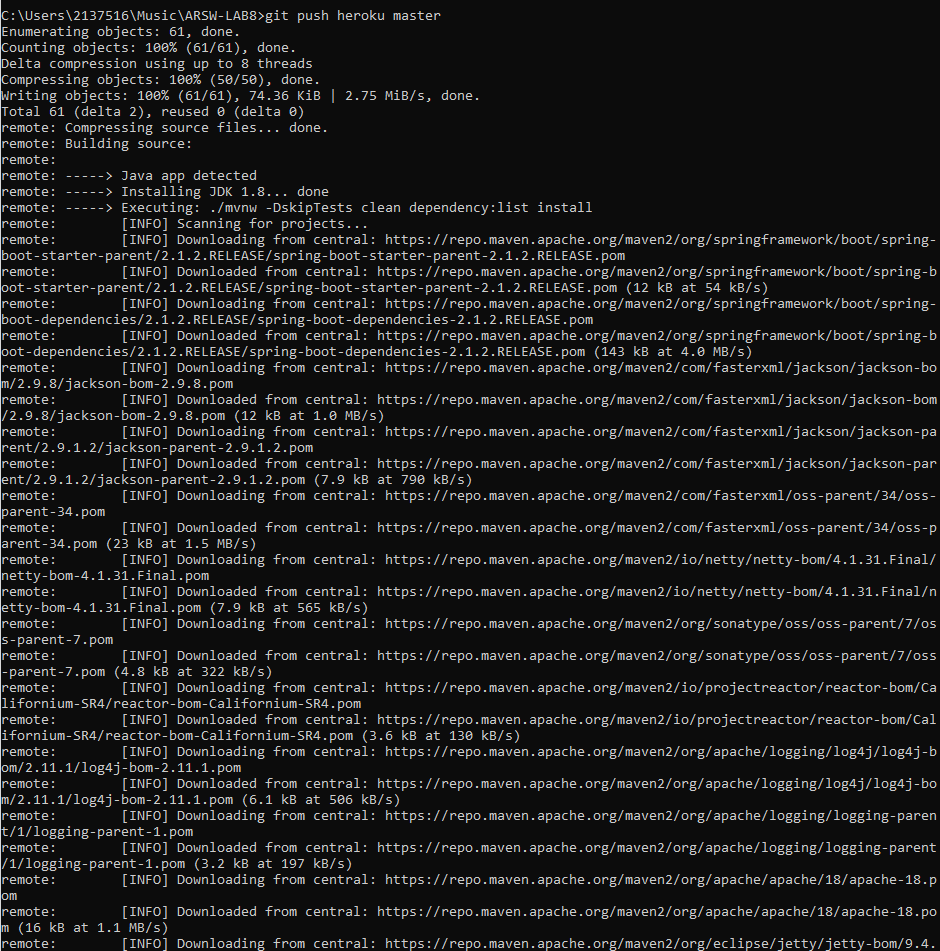 C:\Users\2137516\Music\ARSW-LAB8>git push heroku master
Enumerating objects: 61, done.
Counting objects: 100% (61/61), done.
Delta compression using up to 8 threads
Compressing objects: 100% (50/50), done.
Writing objects: 100% (61/61), 74.36 KiB | 2.75 MiB/s, done.
Total 61 (delta 2), reused 0 (delta 0)
remote: Compressing source files... done.
remote: Building source:
remote:
remote: -----> Java app detected
remote: -----> Installing JDK 1.8... done
remote: -----> Executing: ./mvnw -DskipTests clean dependency:list install
remote:        [INFO] Scanning for projects...
remote:        [INFO] Downloading from central: https://repo.maven.apache.org/maven2/org/springframework/boot/spring-
boot-starter-parent/2.1.2.RELEASE/spring-boot-starter-parent-2.1.2.RELEASE.pom
remote:        [INFO] Downloaded from central: https://repo.maven.apache.org/maven2/org/springframework/boot/spring-b
oot-starter-parent/2.1.2.RELEASE/spring-boot-starter-parent-2.1.2.RELEASE.pom (12 kB at 54 kB/s)
remote:        [INFO] Downloading from central: https://repo.maven.apache.org/maven2/org/springframework/boot/spring-
boot-dependencies/2.1.2.RELEASE/spring-boot-dependencies-2.1.2.RELEASE.pom
remote:        [INFO] Downloaded from central: https://repo.maven.apache.org/maven2/org/springframework/boot/spring-b
oot-dependencies/2.1.2.RELEASE/spring-boot-dependencies-2.1.2.RELEASE.pom (143 kB at 4.0 MB/s)
remote:        [INFO] Downloading from central: https://repo.maven.apache.org/maven2/com/fasterxml/jackson/jackson-bo
m/2.9.8/jackson-bom-2.9.8.pom
remote:        [INFO] Downloaded from central: https://repo.maven.apache.org/maven2/com/fasterxml/jackson/jackson-bom
/2.9.8/jackson-bom-2.9.8.pom (12 kB at 1.0 MB/s)
remote:        [INFO] Downloading from central: https://repo.maven.apache.org/maven2/com/fasterxml/jackson/jackson-pa
rent/2.9.1.2/jackson-parent-2.9.1.2.pom
remote:        [INFO] Downloaded from central: https://repo.maven.apache.org/maven2/com/fasterxml/jackson/jackson-par
ent/2.9.1.2/jackson-parent-2.9.1.2.pom (7.9 kB at 790 kB/s)
remote:        [INFO] Downloading from central: https://repo.maven.apache.org/maven2/com/fasterxml/oss-parent/34/oss-
parent-34.pom
remote:        [INFO] Downloaded from central: https://repo.maven.apache.org/maven2/com/fasterxml/oss-parent/34/oss-p
arent-34.pom (23 kB at 1.5 MB/s)
remote:        [INFO] Downloading from central: https://repo.maven.apache.org/maven2/io/netty/netty-bom/4.1.31.Final/
netty-bom-4.1.31.Final.pom
remote:        [INFO] Downloaded from central: https://repo.maven.apache.org/maven2/io/netty/netty-bom/4.1.31.Final/n
etty-bom-4.1.31.Final.pom (7.9 kB at 565 kB/s)
remote:        [INFO] Downloading from central: https://repo.maven.apache.org/maven2/org/sonatype/oss/oss-parent/7/os
s-parent-7.pom
remote:        [INFO] Downloaded from central: https://repo.maven.apache.org/maven2/org/sonatype/oss/oss-parent/7/oss
-parent-7.pom (4.8 kB at 322 kB/s)
remote:        [INFO] Downloading from central: https://repo.maven.apache.org/maven2/io/projectreactor/reactor-bom/Ca
lifornium-SR4/reactor-bom-Californium-SR4.pom
remote:        [INFO] Downloaded from central: https://repo.maven.apache.org/maven2/io/projectreactor/reactor-bom/Cal
ifornium-SR4/reactor-bom-Californium-SR4.pom (3.6 kB at 130 kB/s)
remote:        [INFO] Downloading from central: https://repo.maven.apache.org/maven2/org/apache/logging/log4j/log4j-b
om/2.11.1/log4j-bom-2.11.1.pom
remote:        [INFO] Downloaded from central: https://repo.maven.apache.org/maven2/org/apache/logging/log4j/log4j-bo
m/2.11.1/log4j-bom-2.11.1.pom (6.1 kB at 506 kB/s)
remote:        [INFO] Downloading from central: https://repo.maven.apache.org/maven2/org/apache/logging/logging-paren
t/1/logging-parent-1.pom
remote:        [INFO] Downloaded from central: https://repo.maven.apache.org/maven2/org/apache/logging/logging-parent
/1/logging-parent-1.pom (3.2 kB at 197 kB/s)
remote:        [INFO] Downloading from central: https://repo.maven.apache.org/maven2/org/apache/apache/18/apache-18.p
om
remote:        [INFO] Downloaded from central: https://repo.maven.apache.org/maven2/org/apache/apache/18/apache-18.po
m (16 kB at 1.1 MB/s)
remote:        [INFO] Downloading from central: https://repo.maven.apache.org/maven2/org/eclipse/jetty/jetty-bom/9.4.